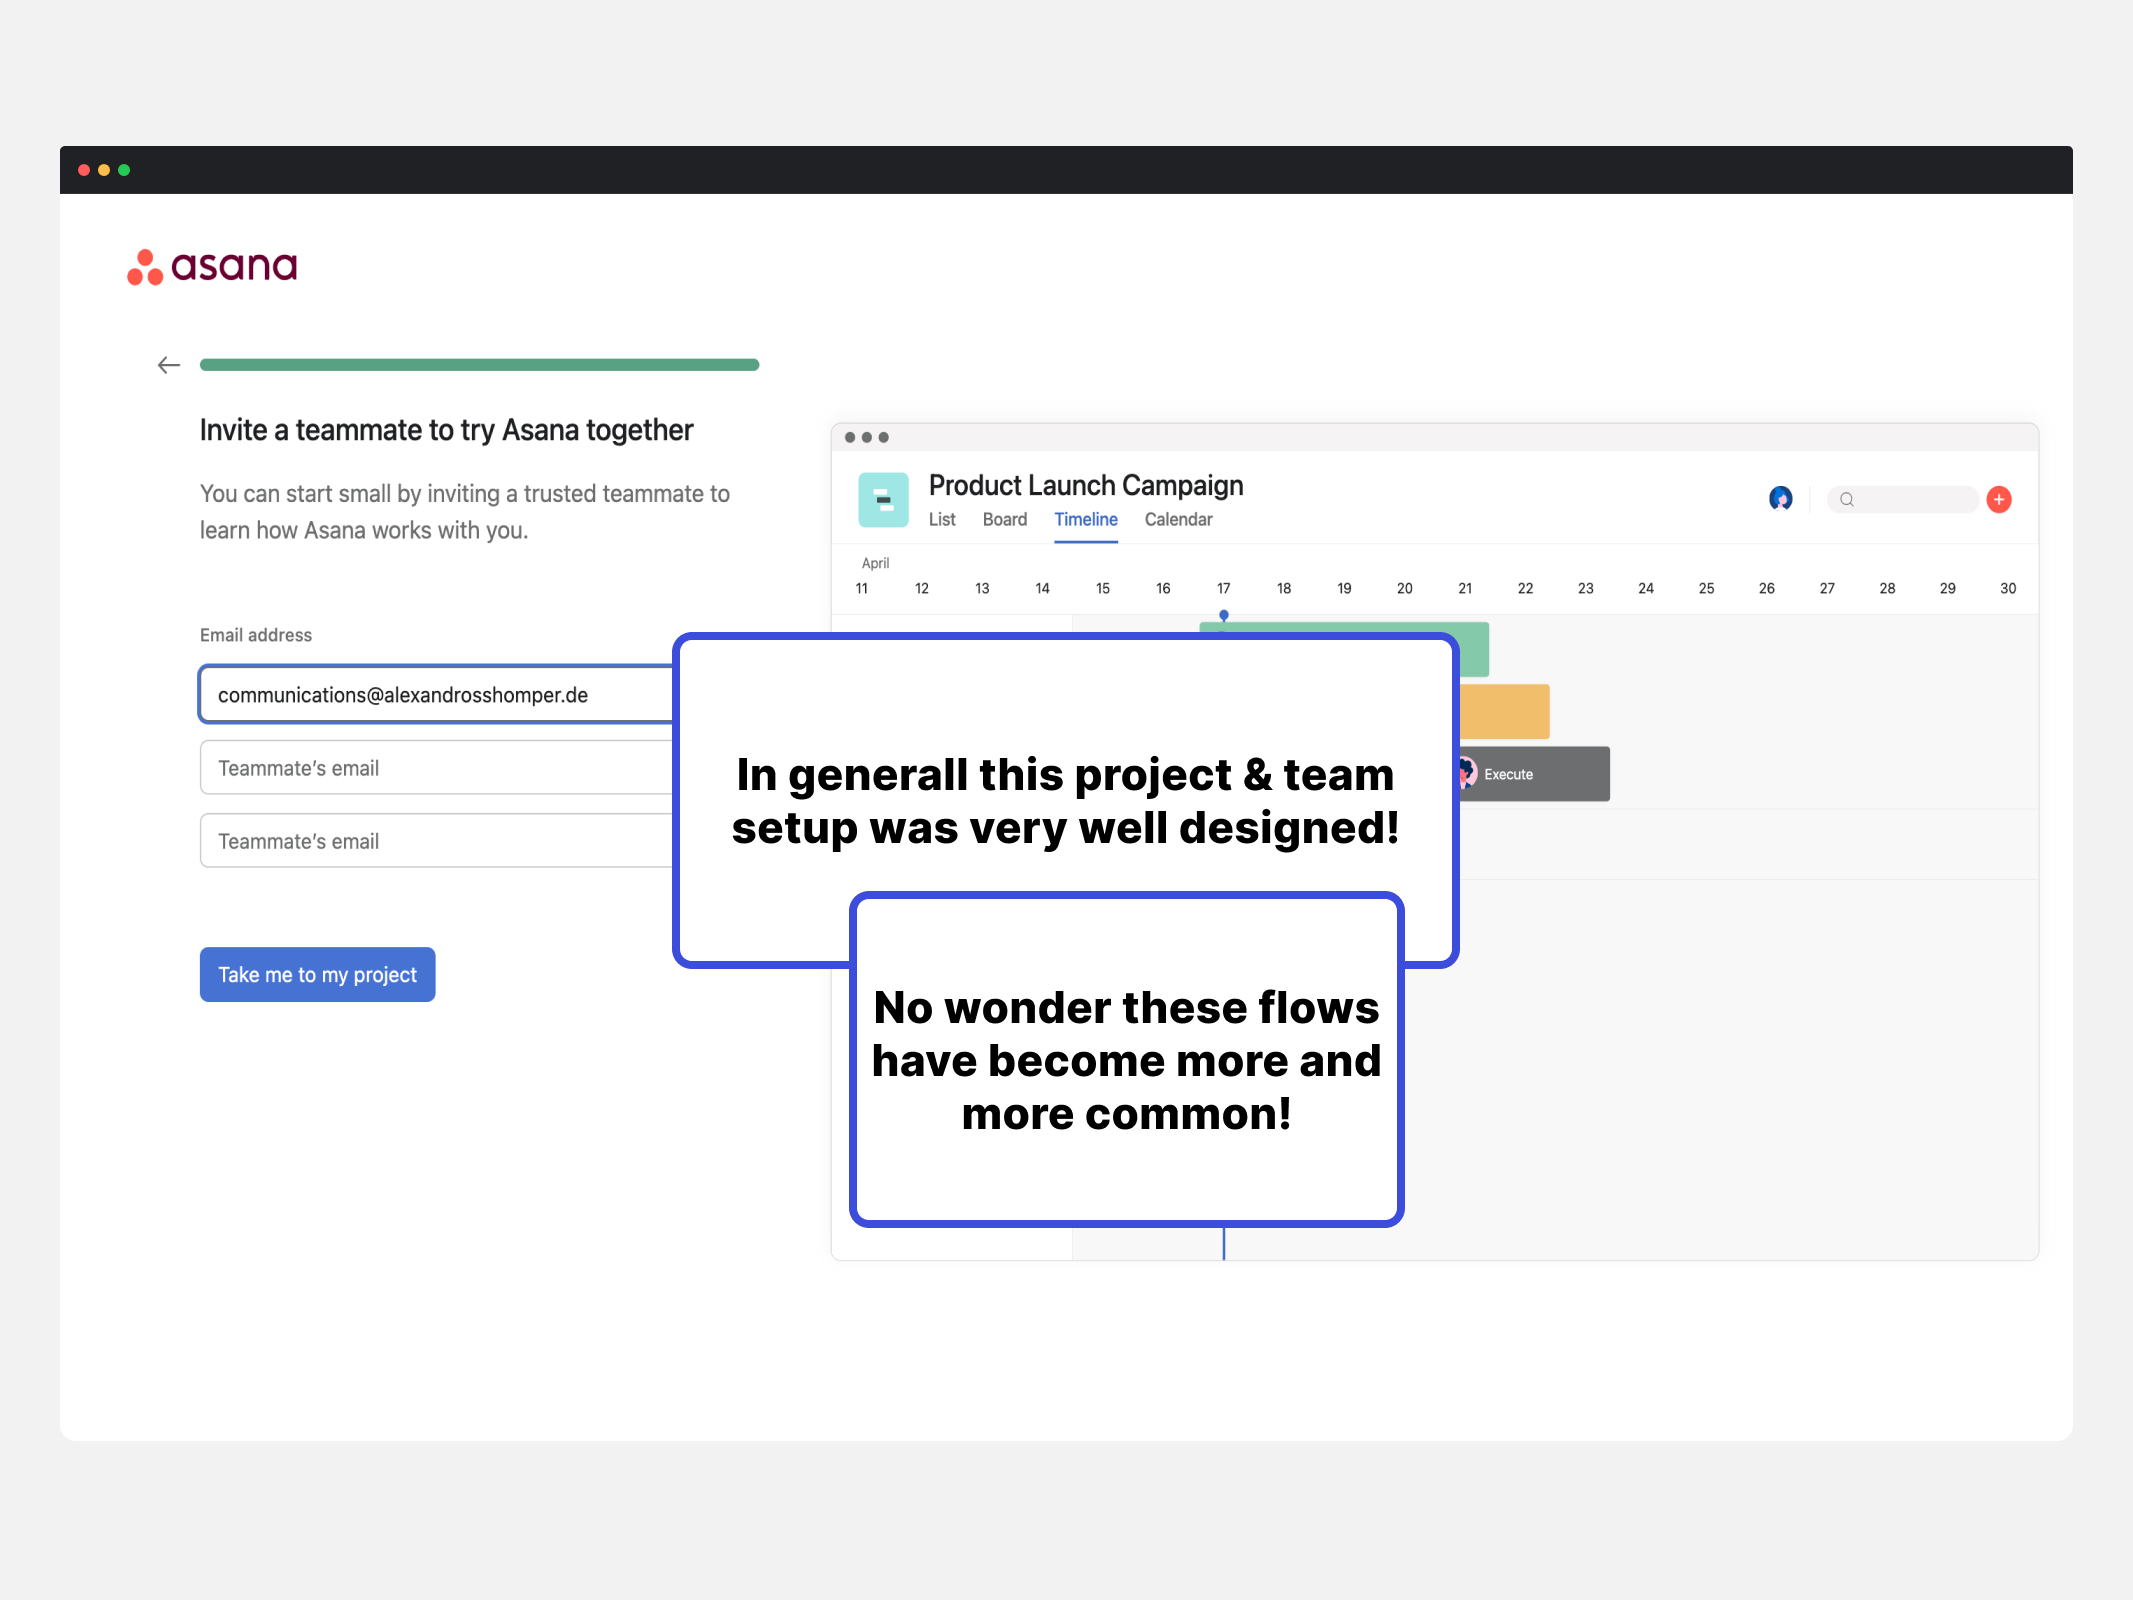 asana
Invite a teammate to try Asana together
You can start small by inviting a trusted teammate to
learn how Asana works with you.
Email address
communications@alexandrosshomper.de
Teammate's email
Teammate's email
Take me to my project
Product Launch Campaign
List Board Timeline Calendar
April
11 12 13 14 15 16 17 18 19 20 21 22 23 24 25 26 27 28 29 30
Execute
In generall this project & team
setup was very well designed!
No wonder these flows
have become more and
more common!